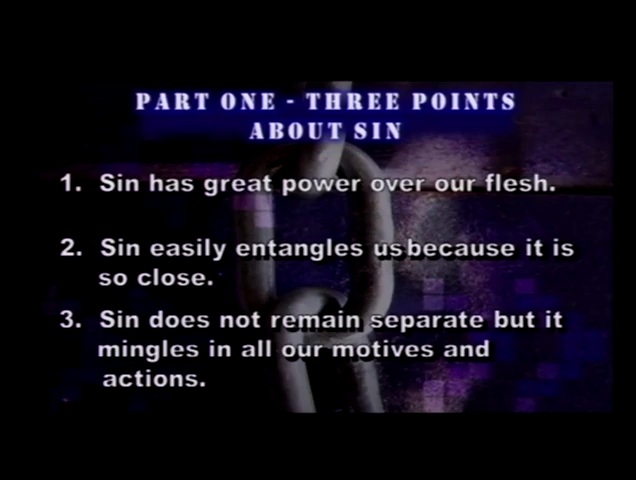 PART ONE - THREE POINTS
ABOUT SIN
1. Sin has great power over our flesh.
2. Sin easily entangles us because it is
so close.
3. Sin does not remain separate but it
mingles in all our motives and
actions.